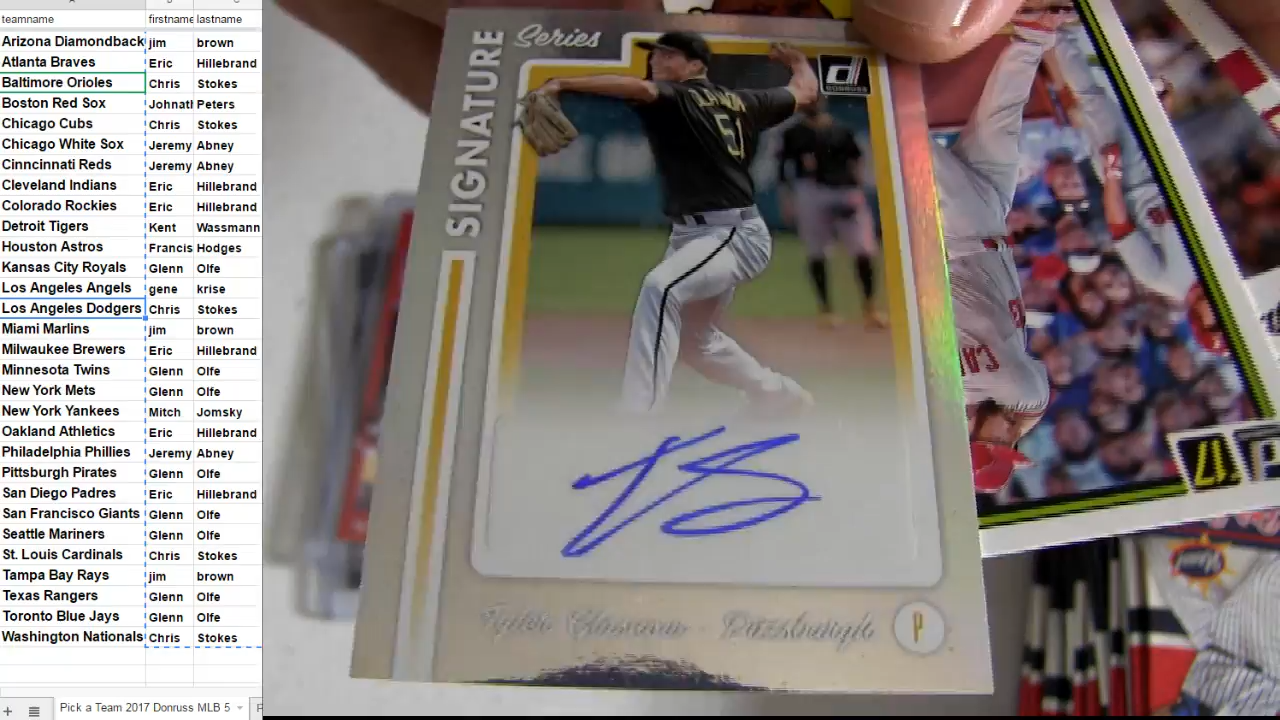 teamname firstname lastname
Arizona Diamondback jim brown
Atlanta Braves Eric Hillebrand
Baltimore Orioles Chris Stokes
Boston Red Sox Johnath Peters
Chicago Cubs Chris Stokes
Chicago White Sox Jeremy Abney
Cinncinnati Reds Jeremy Abney
Cleveland Indians Eric Hillebrand
Colorado Rockies Eric Hillebrand
Detroit Tigers Kent Wassmann
Houston Astros Francis Hodges
Kansas City Royals Glenn Olfe
Los Angeles Angels gene krise
Los Angeles Dodgers Chris Stokes
Miami Marlins jim brown
Milwaukee Brewers Eric Hillebrand
Minnesota Twins Glenn Olfe
New York Mets Glenn Olfe
New York Yankees Mitch Jomsky
Oakland Athletics Eric Hillebrand
Philadelphia Phillies Jeremy Abney
Pittsburgh Pirates Glenn Olfe
San Diego Padres Eric Hillebrand
San Francisco Giants Glenn Olfe
Seattle Mariners Glenn Olfe
St. Louis Cardinals Chris Stokes
Tampa Bay Rays jim brown
Texas Rangers Glenn Olfe
Toronto Blue Jays Glenn Olfe
Washington Nationals Chris Stokes
Pick a Team 2017 Donruss MLB 5
SIGNATURE Series
d
DONRUSS
51
Tyler Glasnow - Pittsburgh
P